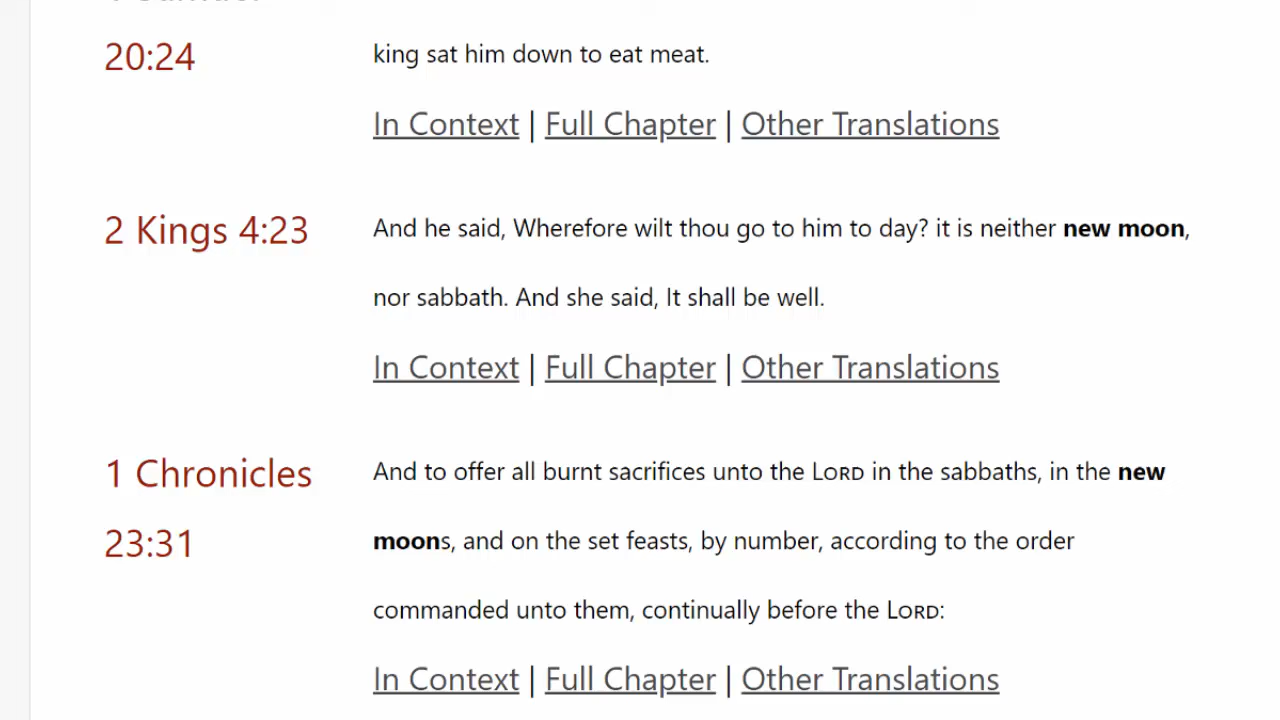 20:24
king sat him down to eat meat.
In Context | Full Chapter | Other Translations
2 Kings 4:23
And he said, Wherefore wilt thou go to him to day? it is neither new moon,
nor sabbath. And she said, It shall be well.
In Context | Full Chapter | Other Translations
1 Chronicles
23:31
And to offer all burnt sacrifices unto the LORD in the sabbaths, in the new
moons, and on the set feasts, by number, according to the order
commanded unto them, continually before the LORD:
In Context | Full Chapter | Other Translations